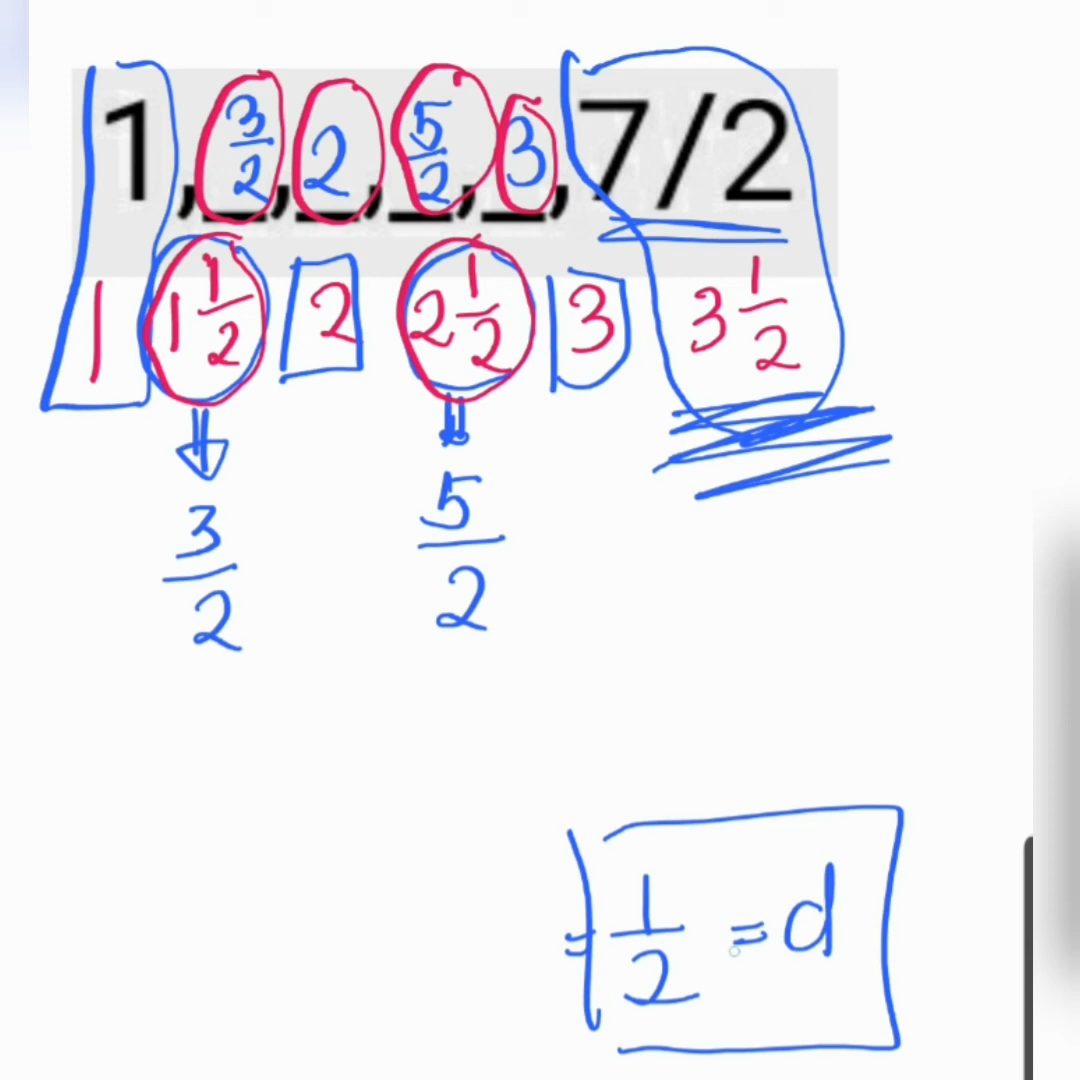 1, 3/2, 2, 5/2, 3, 7/2
1 1 1/2 2 2 1/2 3 3 1/2
3/2 5/2
= 1/2 = d